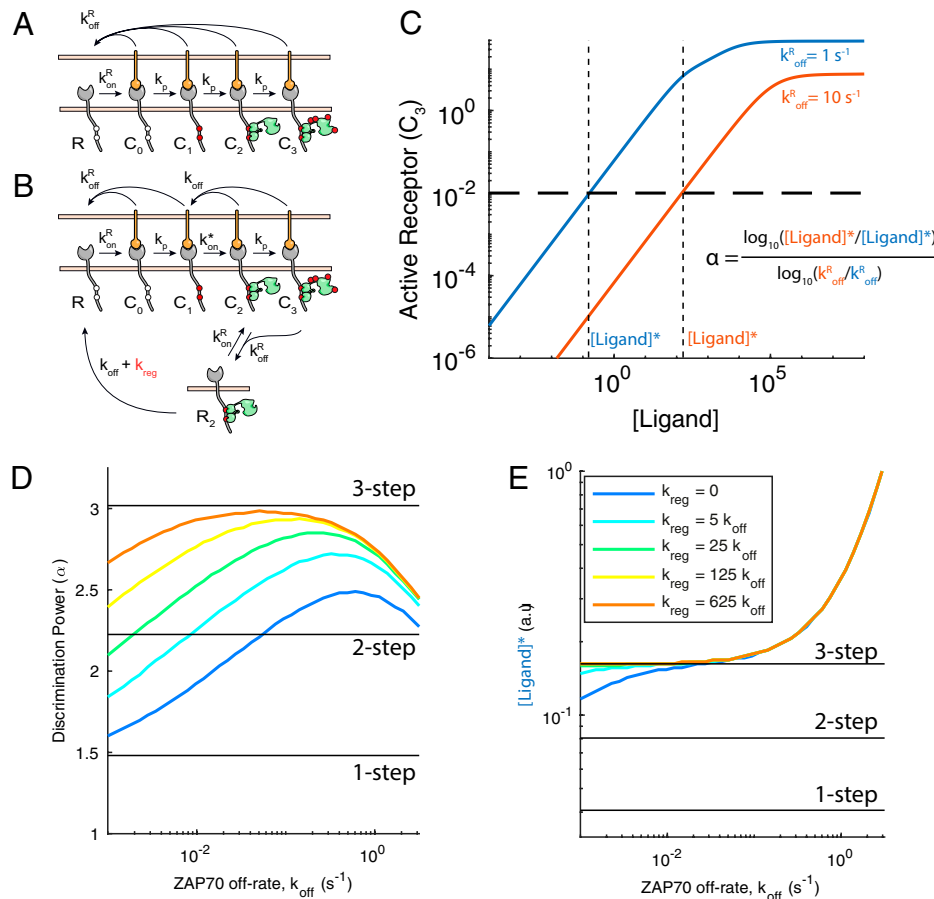 A
k^R_off
k^R_on k_p k_p k_p
R C_0 C_1 C_2 C_3
B
k^R_off k_off
k^R_on k_p k^*_on k_p
R C_0 C_1 C_2 C_3
k^R_on k^R_off
k_off + k_reg
R_2
C
Active Receptor (C_3)
10^0
10^-2
10^-4
10^-6
k^R_off = 1 s^-1
k^R_off = 10 s^-1
α = log_10([Ligand]*/[Ligand]*) / log_10(k^R_off/k^R_off)
[Ligand]* [Ligand]*
10^0 10^5
[Ligand]
D
Discrimination Power (α)
3
2.5
2
1.5
1
3-step
2-step
1-step
10^-2 10^0
ZAP70 off-rate, k_off (s^-1)
E
[Ligand]* (a.u)
10^0
10^-1
k_reg = 0
k_reg = 5 k_off
k_reg = 25 k_off
k_reg = 125 k_off
k_reg = 625 k_off
3-step
2-step
1-step
10^-2 10^0
ZAP70 off-rate, k_off (s^-1)